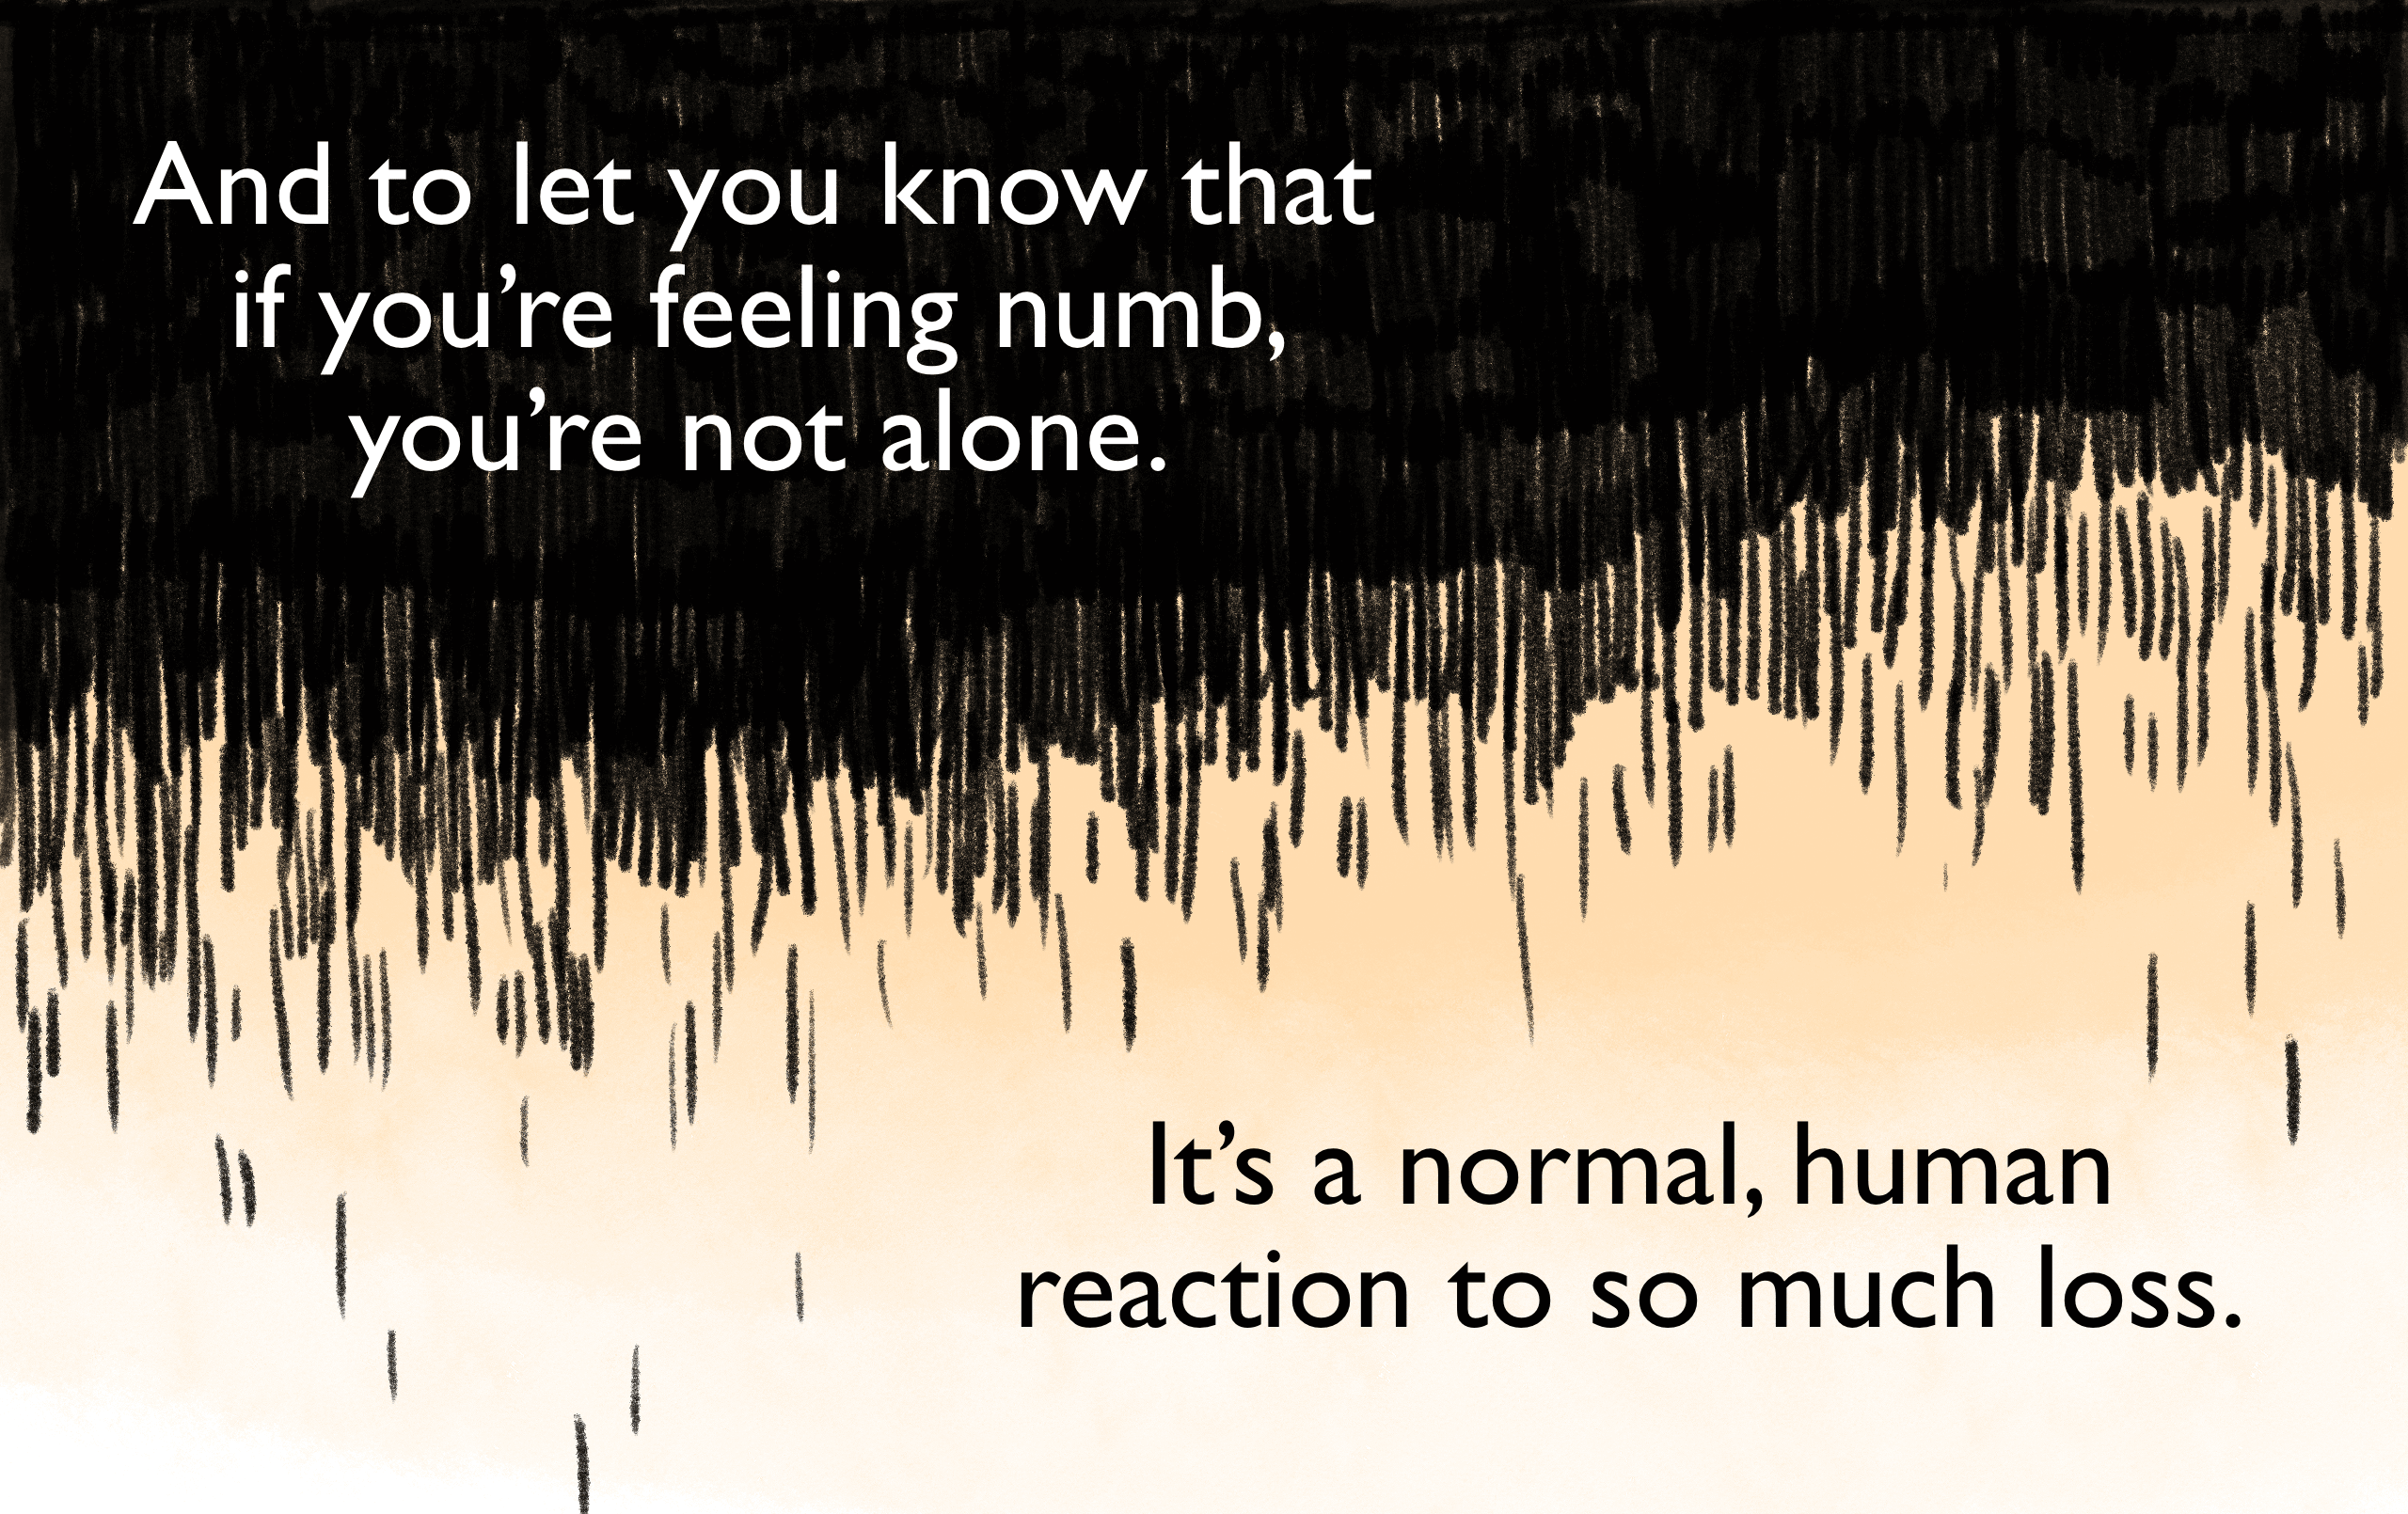 And to let you know that
if you’re feeling numb,
you’re not alone.
It’s a normal, human
reaction to so much loss.